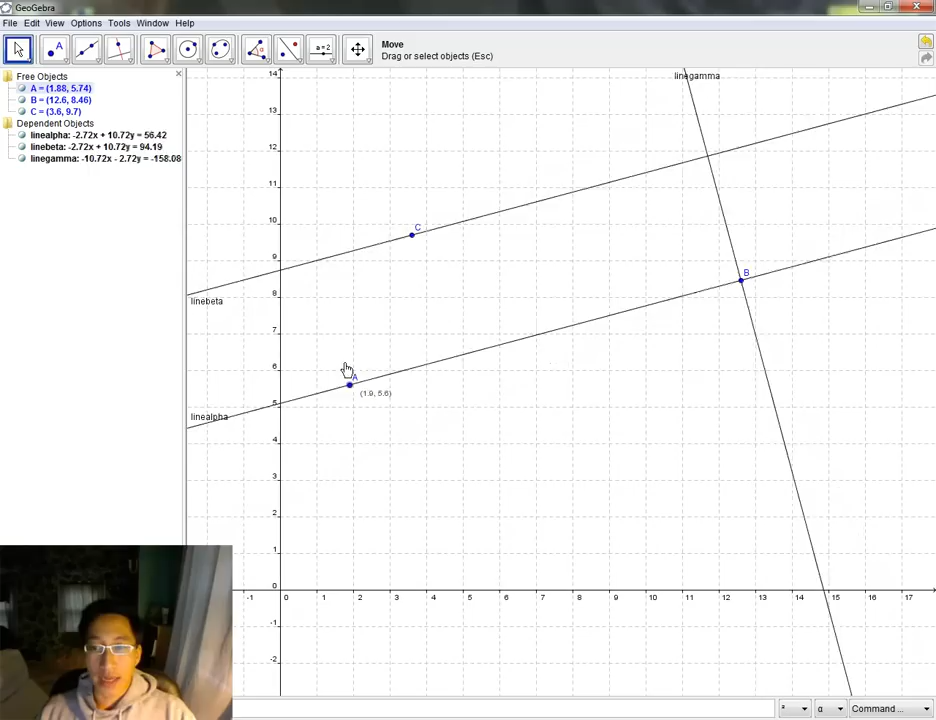 GeoGebra
File Edit View Options Tools Window Help
A
a=2
Move
Drag or select objects (Esc)
Free Objects
A = (1.88, 5.74)
B = (12.6, 8.46)
C = (3.6, 9.7)
Dependent Objects
linealpha: -2.72x + 10.72y = 56.42
linebeta: -2.72x + 10.72y = 94.19
linegamma: -10.72x - 2.72y = -158.08
linegamma
14
13
12
11
10
9
8
7
6
5
4
3
2
1
0
-1
-2
C
B
linebeta
A
(1.9, 5.6)
linealpha
-1 0 1 2 3 4 5 6 7 8 9 10 11 12 13 14 15 16 17
² α Command ...